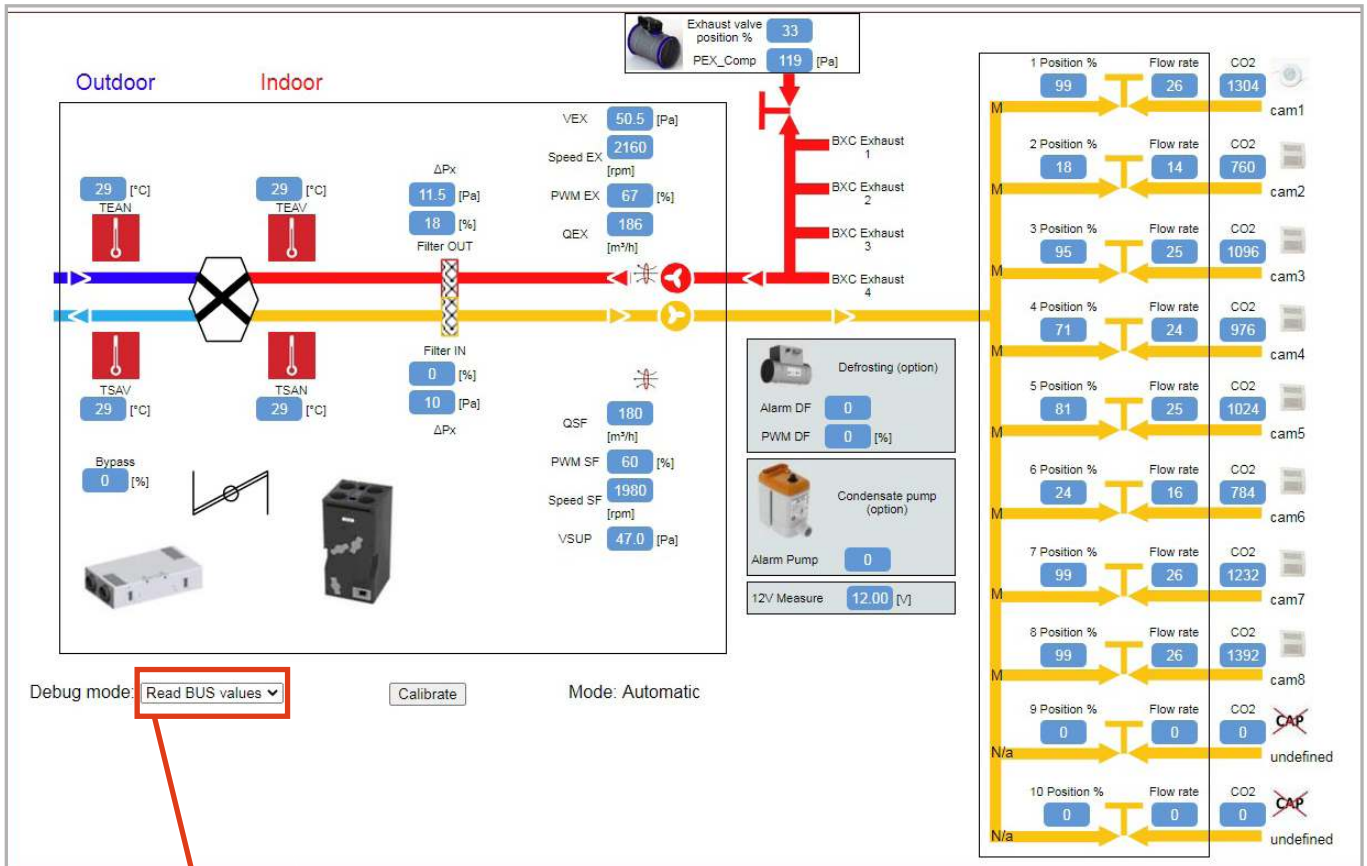 Exhaust valve
position %
33
PEX_Comp 119 [Pa]
Outdoor Indoor
VEX 50.5 [Pa]
Speed EX 2160
[rpm]
PWM EX 67 [%]
QEX 186
[m³/h]
ΔPx
11.5 [Pa]
18 [%]
Filter OUT
29 [°C]
TEAN
29 [°C]
TEAV
BXC Exhaust
1
BXC Exhaust
2
BXC Exhaust
3
BXC Exhaust
4
TSAV
29 [°C]
TSAN
29 [°C]
Filter IN
0 [%]
10 [Pa]
ΔPx
QSF 180
[m³/h]
PWM SF 60 [%]
Speed SF 1980
[rpm]
VSUP 47.0 [Pa]
Bypass
0 [%]
Defrosting (option)
Alarm DF 0
PWM DF 0 [%]
Condensate pump
(option)
Alarm Pump 0
12V Measure 12.00 [V]
1 Position % Flow rate CO2
99 26 1304
M cam1
2 Position % Flow rate CO2
18 14 760
M cam2
3 Position % Flow rate CO2
95 25 1096
M cam3
4 Position % Flow rate CO2
71 24 976
M cam4
5 Position % Flow rate CO2
81 25 1024
M cam5
6 Position % Flow rate CO2
24 16 784
M cam6
7 Position % Flow rate CO2
99 26 1232
M cam7
8 Position % Flow rate CO2
99 26 1392
M cam8
9 Position % Flow rate CO2
0 0 0 CAP
N/a undefined
10 Position % Flow rate CO2
0 0 0 CAP
N/a undefined
Debug mode: Read BUS values Calibrate Mode: Automatic